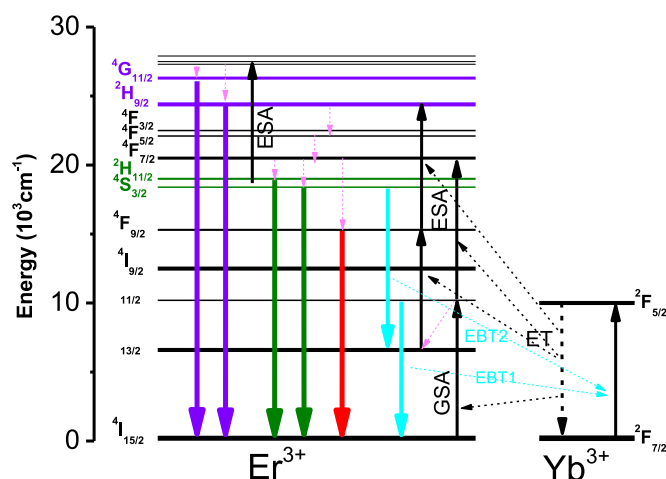 30
20
10
0
Energy (10³cm⁻¹)
⁴G₁₁/₂
²H₉/₂
⁴F₃/₂
⁴F₅/₂
⁴F₇/₂
²H₁₁/₂
⁴S₃/₂
⁴F₉/₂
⁴I₉/₂
11/2
13/2
⁴I₁₅/₂
ESA
ESA
GSA
EBT2
EBT1
ET
²F₅/₂
²F₇/₂
Er³⁺
Yb³⁺